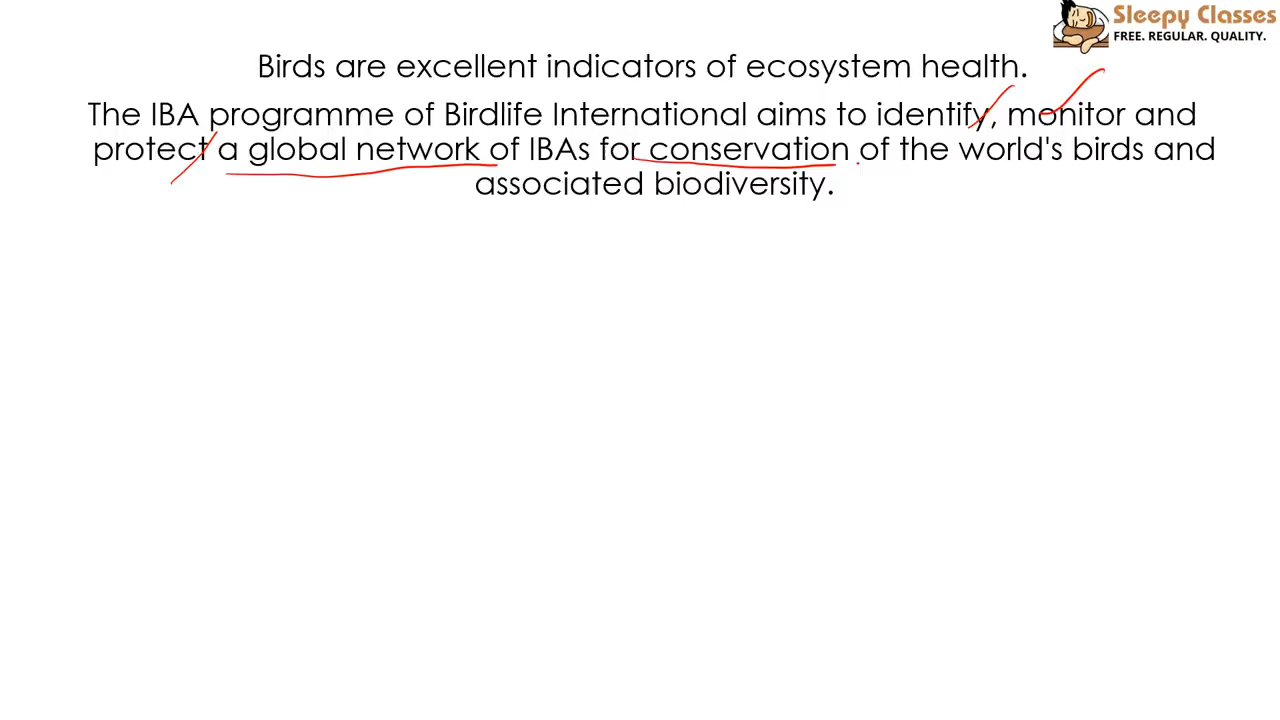 Sleepy Classes
FREE. REGULAR. QUALITY.
Birds are excellent indicators of ecosystem health.
The IBA programme of Birdlife International aims to identify, monitor and
protect a global network of IBAs for conservation of the world's birds and
associated biodiversity.